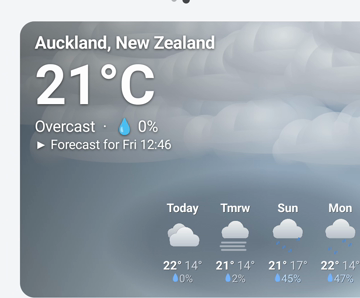 Auckland, New Zealand
21°C
Overcast · 💧 0%
► Forecast for Fri 12:46
Today Tmrw Sun Mon
22° 14° 21° 14° 21° 17° 22° 14°
💧0% 💧2% 💧45% 💧47%